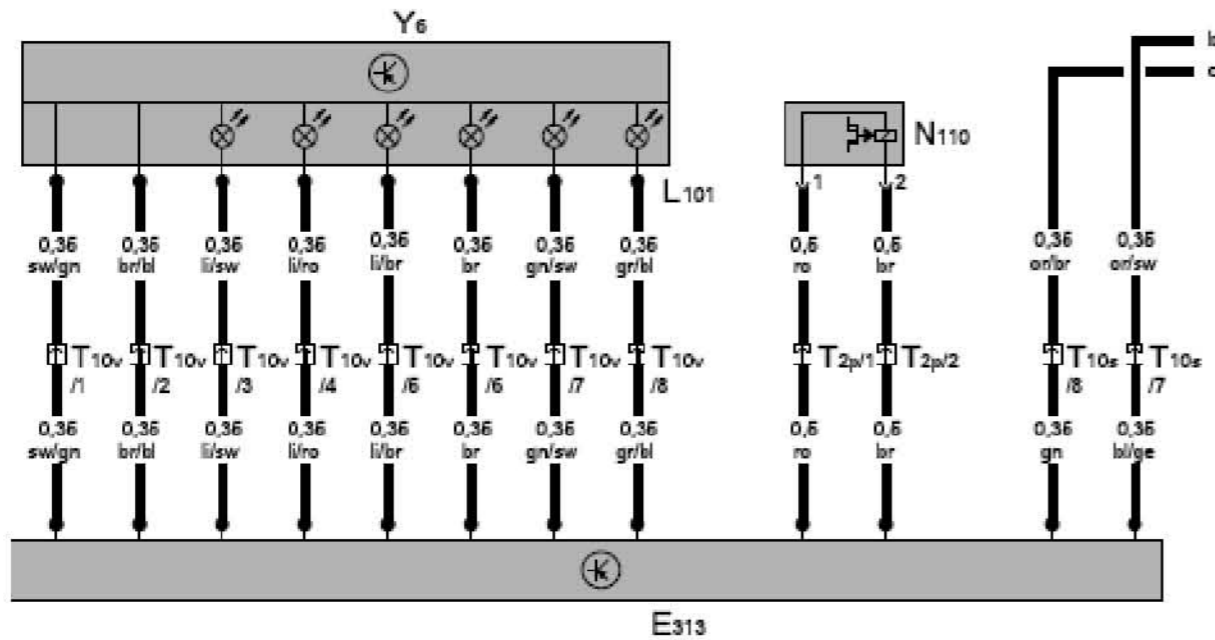 Y6
N110
1 2
L101
0,35 0,35 0,35 0,35 0,35 0,35 0,35 0,35 0,5 0,5 0,35 0,35
sw/gn br/bl li/sw li/ro li/br br gn/sw gr/bl ro br or/br or/sw
T10v T10v T10v T10v T10v T10v T10v T10v T2p/1 T2p/2 T10s T10s
/1 /2 /3 /4 /5 /6 /7 /8 /8 /7
0,35 0,35 0,35 0,35 0,35 0,35 0,35 0,35 0,5 0,5 0,35 0,35
sw/gn br/bl li/sw li/ro li/br br gn/sw gr/bl ro br gn bl/ge
E313